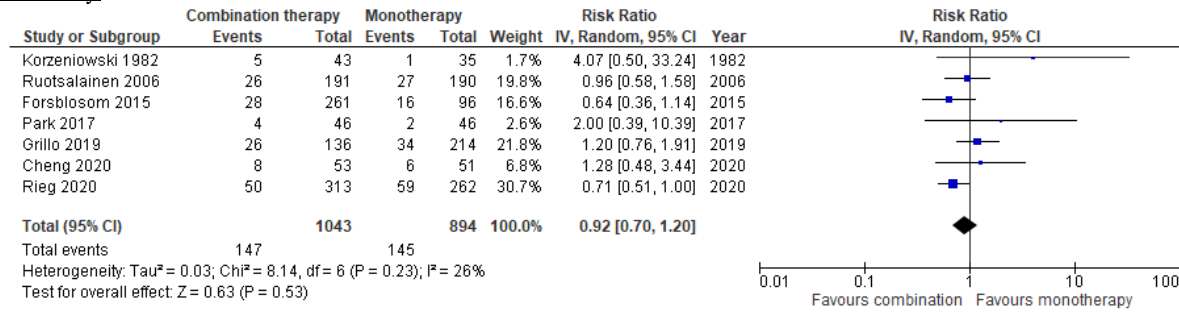 Combination therapy Monotherapy Risk Ratio Risk Ratio
Study or Subgroup Events Total Events Total Weight IV, Random, 95% CI Year IV, Random, 95% CI
Korzeniowski 1982 5 43 1 35 1.7% 4.07 [0.50, 33.24] 1982
Ruotsalainen 2006 26 191 27 190 19.8% 0.96 [0.58, 1.58] 2006
Forsblosom 2015 28 261 16 96 16.6% 0.64 [0.36, 1.14] 2015
Park 2017 4 46 2 46 2.6% 2.00 [0.39, 10.39] 2017
Grillo 2019 26 136 34 214 21.8% 1.20 [0.76, 1.91] 2019
Cheng 2020 8 53 6 51 6.8% 1.28 [0.48, 3.44] 2020
Rieg 2020 50 313 59 262 30.7% 0.71 [0.51, 1.00] 2020
Total (95% CI) 1043 894 100.0% 0.92 [0.70, 1.20]
Total events 147 145
Heterogeneity: Tau² = 0.03; Chi² = 8.14, df = 6 (P = 0.23); I² = 26%
Test for overall effect: Z = 0.63 (P = 0.53)
0.01 0.1 1 10 100
Favours combination Favours monotherapy